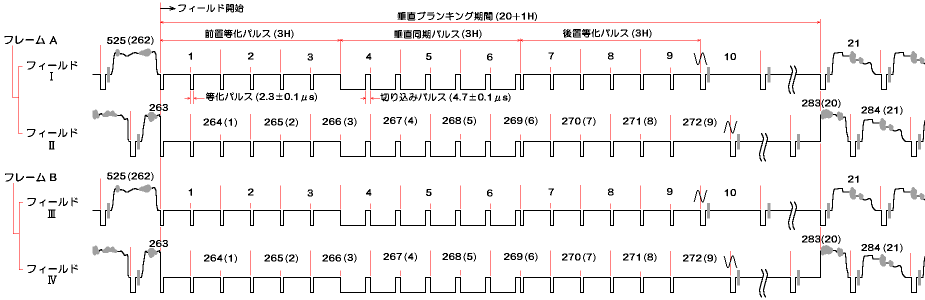 フィールド開始
垂直ブランキング期間 (20+1H)
フレーム A
525 (262)
前置等化パルス (3H)
垂直同期パルス (3H)
後置等化パルス (3H)
フィールド
I
1 2 3 4 5 6 7 8 9 10 21
等化パルス (2.3±0.1μs)
切り込みパルス (4.7±0.1μs)
フィールド
II
263 264 (1) 265 (2) 266 (3) 267 (4) 268 (5) 269 (6) 270 (7) 271 (8) 272 (9) 283 (20) 284 (21)
フレーム B
525 (262)
フィールド
III
1 2 3 4 5 6 7 8 9 10 21
フィールド
IV
263 264 (1) 265 (2) 266 (3) 267 (4) 268 (5) 269 (6) 270 (7) 271 (8) 272 (9) 283 (20) 284 (21)